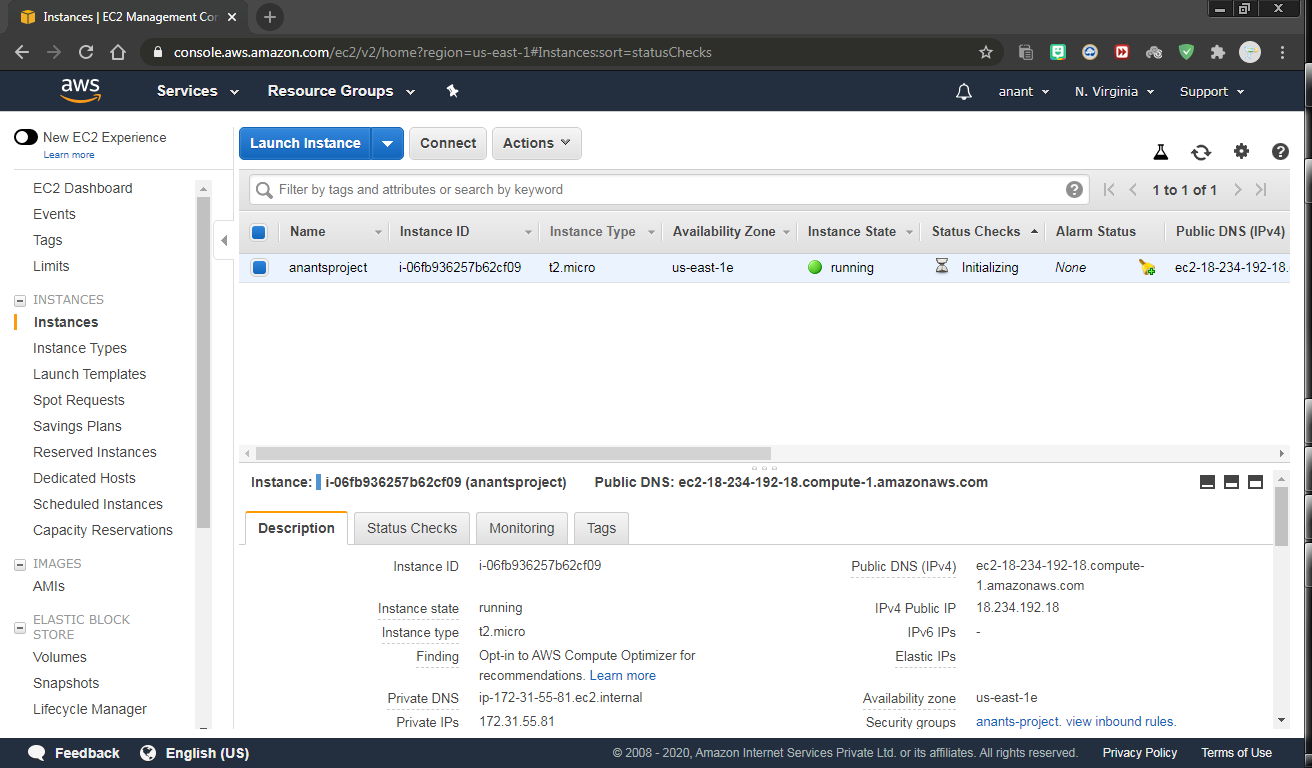 Instances | EC2 Management Con
console.aws.amazon.com/ec2/v2/home?region=us-east-1#Instances:sort=statusChecks
aws Services Resource Groups anant N. Virginia Support
New EC2 Experience
Learn more
EC2 Dashboard
Events
Tags
Limits
INSTANCES
Instances
Instance Types
Launch Templates
Spot Requests
Savings Plans
Reserved Instances
Dedicated Hosts
Scheduled Instances
Capacity Reservations
IMAGES
AMIs
ELASTIC BLOCK
STORE
Volumes
Snapshots
Lifecycle Manager
Launch Instance Connect Actions
Filter by tags and attributes or search by keyword 1 to 1 of 1
Name Instance ID Instance Type Availability Zone Instance State Status Checks Alarm Status Public DNS (IPv4)
anantsproject i-06fb936257b62cf09 t2.micro us-east-1e running Initializing None ec2-18-234-192-18.
Instance: i-06fb936257b62cf09 (anantsproject) Public DNS: ec2-18-234-192-18.compute-1.amazonaws.com
Description Status Checks Monitoring Tags
Instance ID i-06fb936257b62cf09
Instance state running
Instance type t2.micro
Finding Opt-in to AWS Compute Optimizer for
recommendations. Learn more
Private DNS ip-172-31-55-81.ec2.internal
Private IPs 172.31.55.81
Public DNS (IPv4) ec2-18-234-192-18.compute-
1.amazonaws.com
IPv4 Public IP 18.234.192.18
IPv6 IPs -
Elastic IPs
Availability zone us-east-1e
Security groups anants-project. view inbound rules.
Feedback English (US) © 2008 - 2020, Amazon Internet Services Private Ltd. or its affiliates. All rights reserved. Privacy Policy Terms of Use